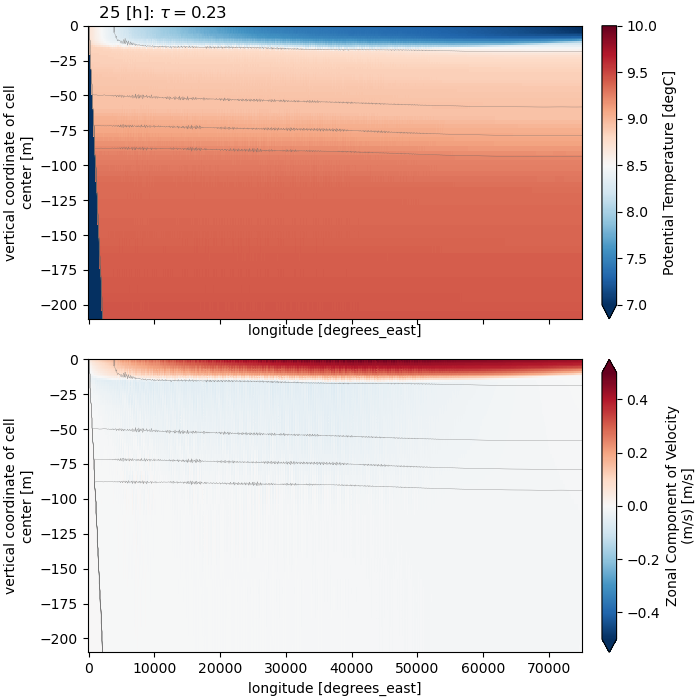 25 [h]: τ = 0.23
0
−25
−50
−75
−100
−125
−150
−175
−200
vertical coordinate of cell
center [m]
longitude [degrees_east]
10.0
9.5
9.0
8.5
8.0
7.5
7.0
Potential Temperature [degC]
0
−25
−50
−75
−100
−125
−150
−175
−200
vertical coordinate of cell
center [m]
0 10000 20000 30000 40000 50000 60000 70000
longitude [degrees_east]
0.4
0.2
0.0
−0.2
−0.4
Zonal Component of Velocity
(m/s) [m/s]